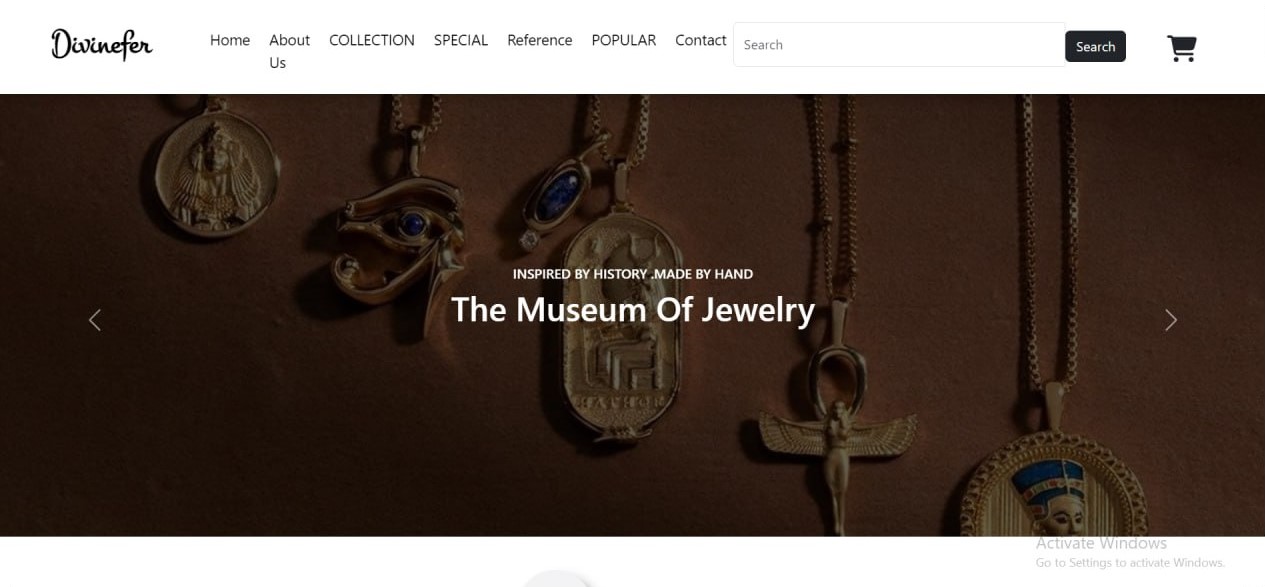 Divinefer
Home
About
Us
COLLECTION
SPECIAL
Reference
POPULAR
Contact
Search
Search
INSPIRED BY HISTORY .MADE BY HAND
The Museum Of Jewelry
HATHOR
Activate Windows
Go to Settings to activate Windows.